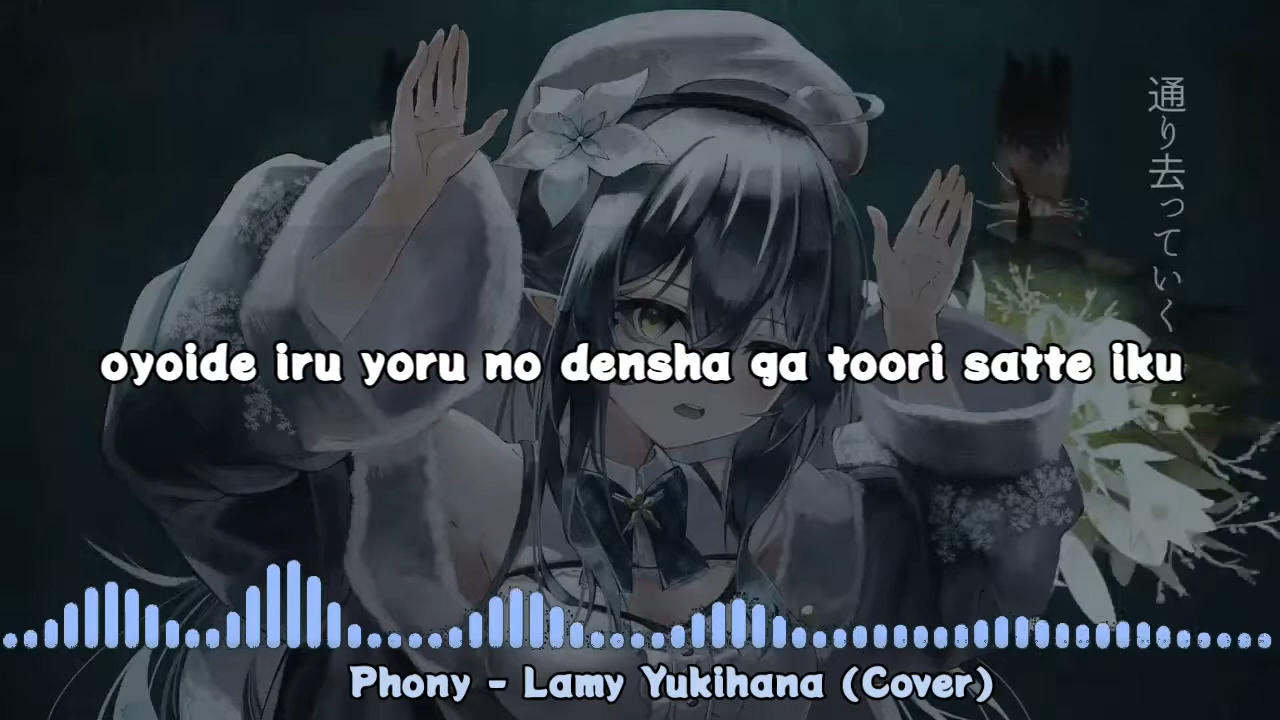 通り去っていく
oyoide iru yoru no densha ga toori satte iku
Phony - Lamy Yukihana (Cover)